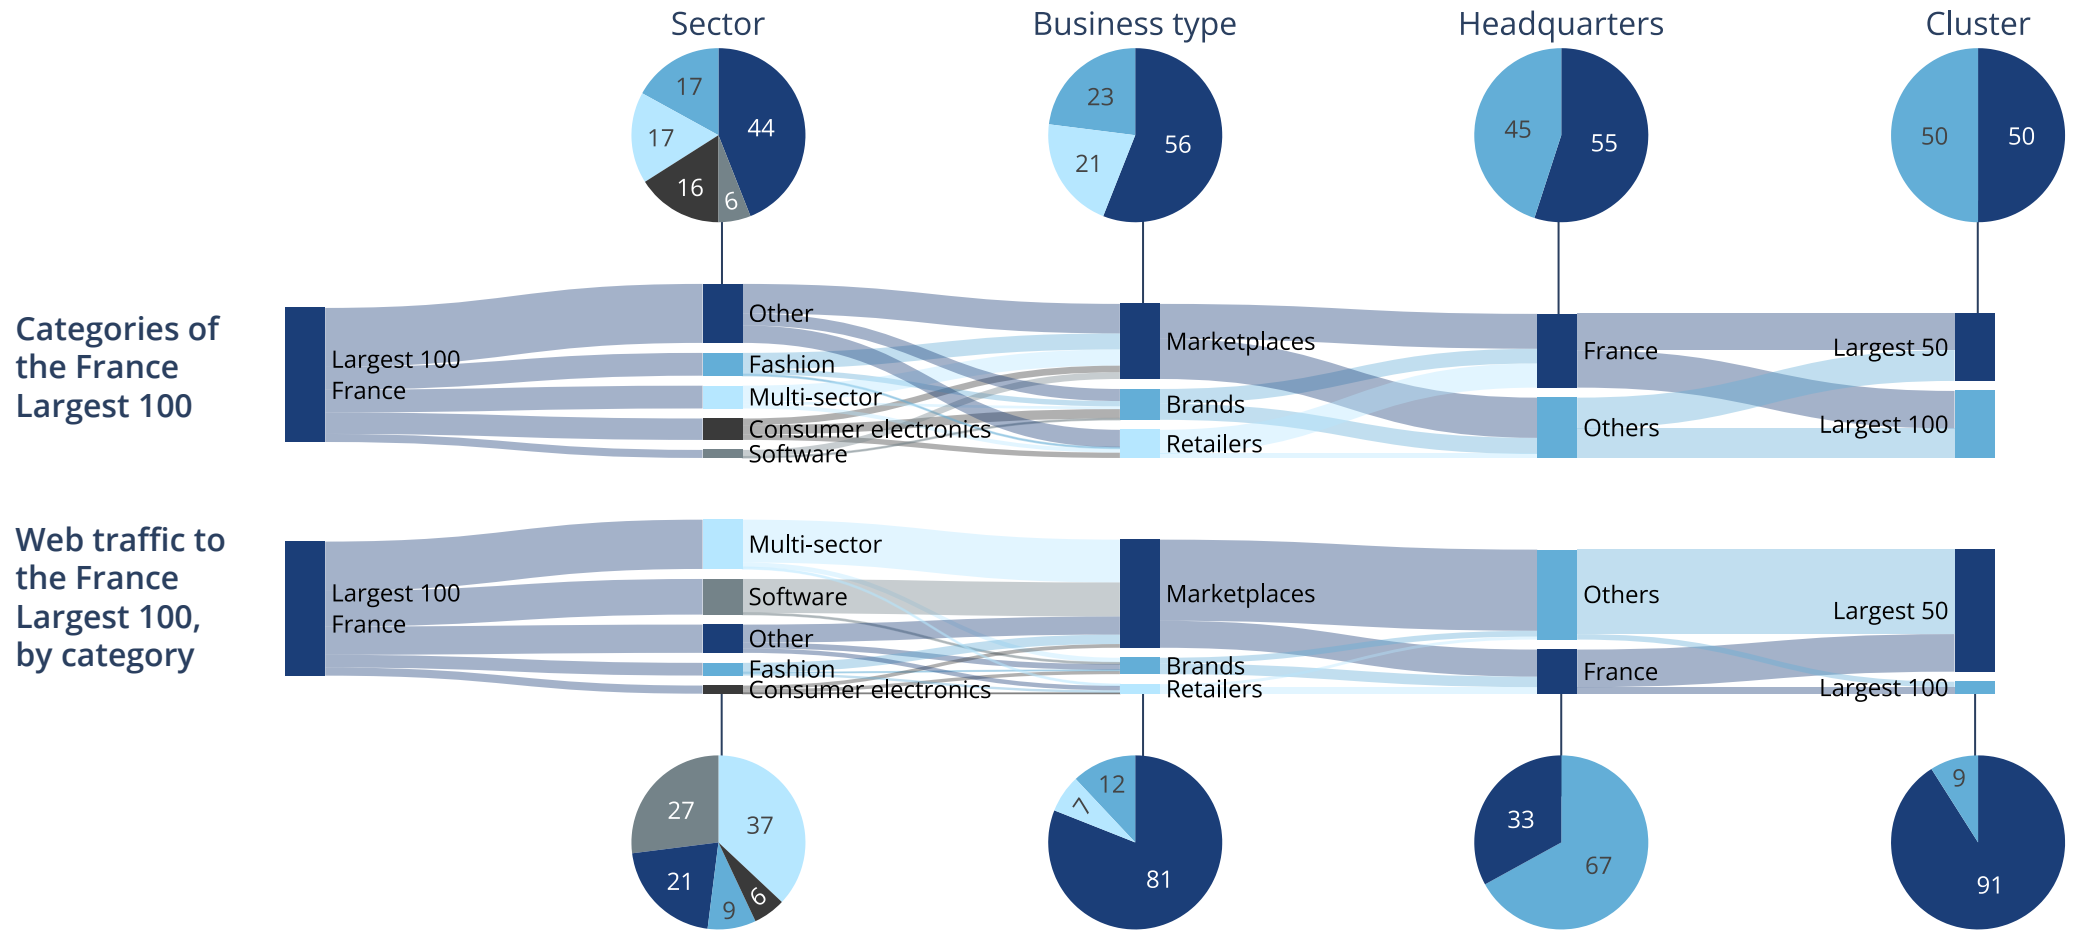 Sector
Business type
Headquarters
Cluster
17
44
17
16
6
23
56
21
45
55
50
50
Categories of
the France
Largest 100
Largest 100
France
Other
Fashion
Multi-sector
Consumer electronics
Software
Marketplaces
Brands
Retailers
France
Others
Largest 50
Largest 100
Web traffic to
the France
Largest 100,
by category
Largest 100
France
Multi-sector
Software
Other
Fashion
Consumer electronics
Marketplaces
Brands
Retailers
Others
France
Largest 50
Largest 100
27
37
21
9
6
12
7
81
33
67
9
91